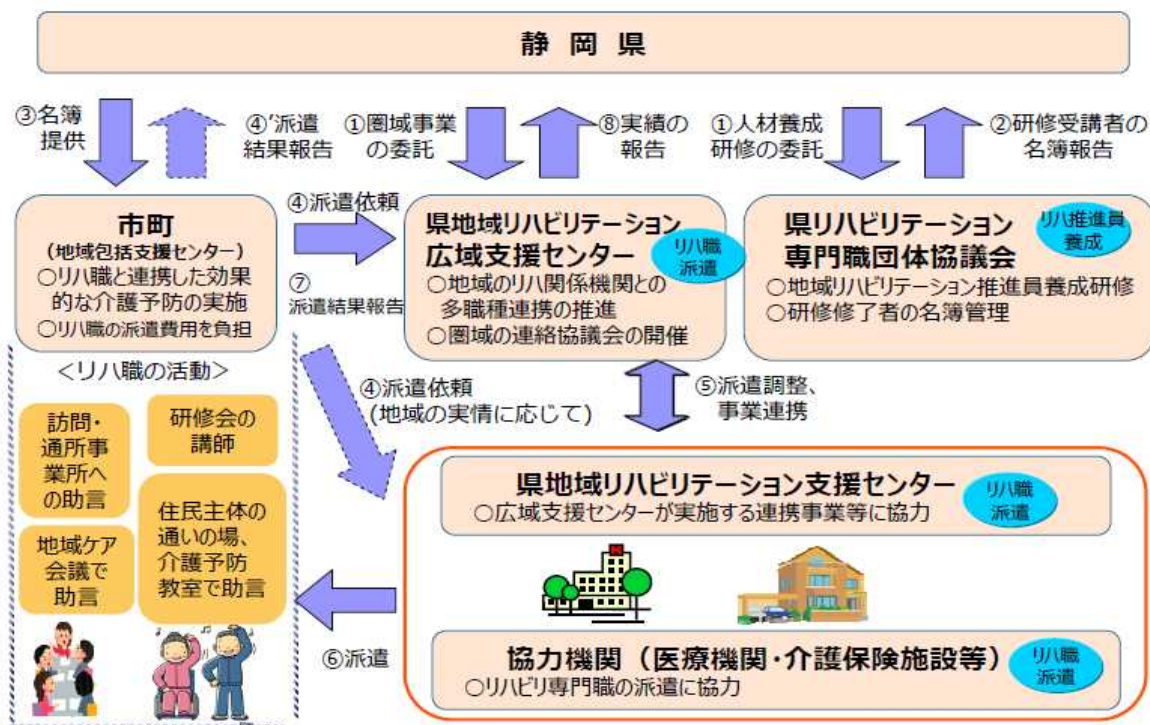 静岡県
③名簿
提供
④’派遣
結果報告
①圏域事業
の委託
⑧実績の
報告
①人材養成
研修の委託
②研修受講者の
名簿報告
市町
(地域包括支援センター)
○リハ職と連携した効果
的な介護予防の実施
○リハ職の派遣費用を負担
④派遣依頼
⑦
派遣結果報告
県地域リハビリテーション
広域支援センター
リハ職
派遣
○地域のリハ関係機関との
多職種連携の推進
○圏域の連絡協議会の開催
県リハビリテーション
専門職団体協議会
リハ推進員
養成
○地域リハビリテーション推進員養成研修
○研修修了者の名簿管理
<リハ職の活動>
訪問・
通所事
業所へ
の助言
研修会の
講師
地域ケア
会議で
助言
住民主体の
通いの場、
介護予防
教室で助言
④派遣依頼
(地域の実情に応じて)
⑤派遣調整、
事業連携
県地域リハビリテーション支援センター
○広域支援センターが実施する連携事業等に協力
リハ職
派遣
⑥派遣
協力機関（医療機関・介護保険施設等）
○リハビリ専門職の派遣に協力
リハ職
派遣